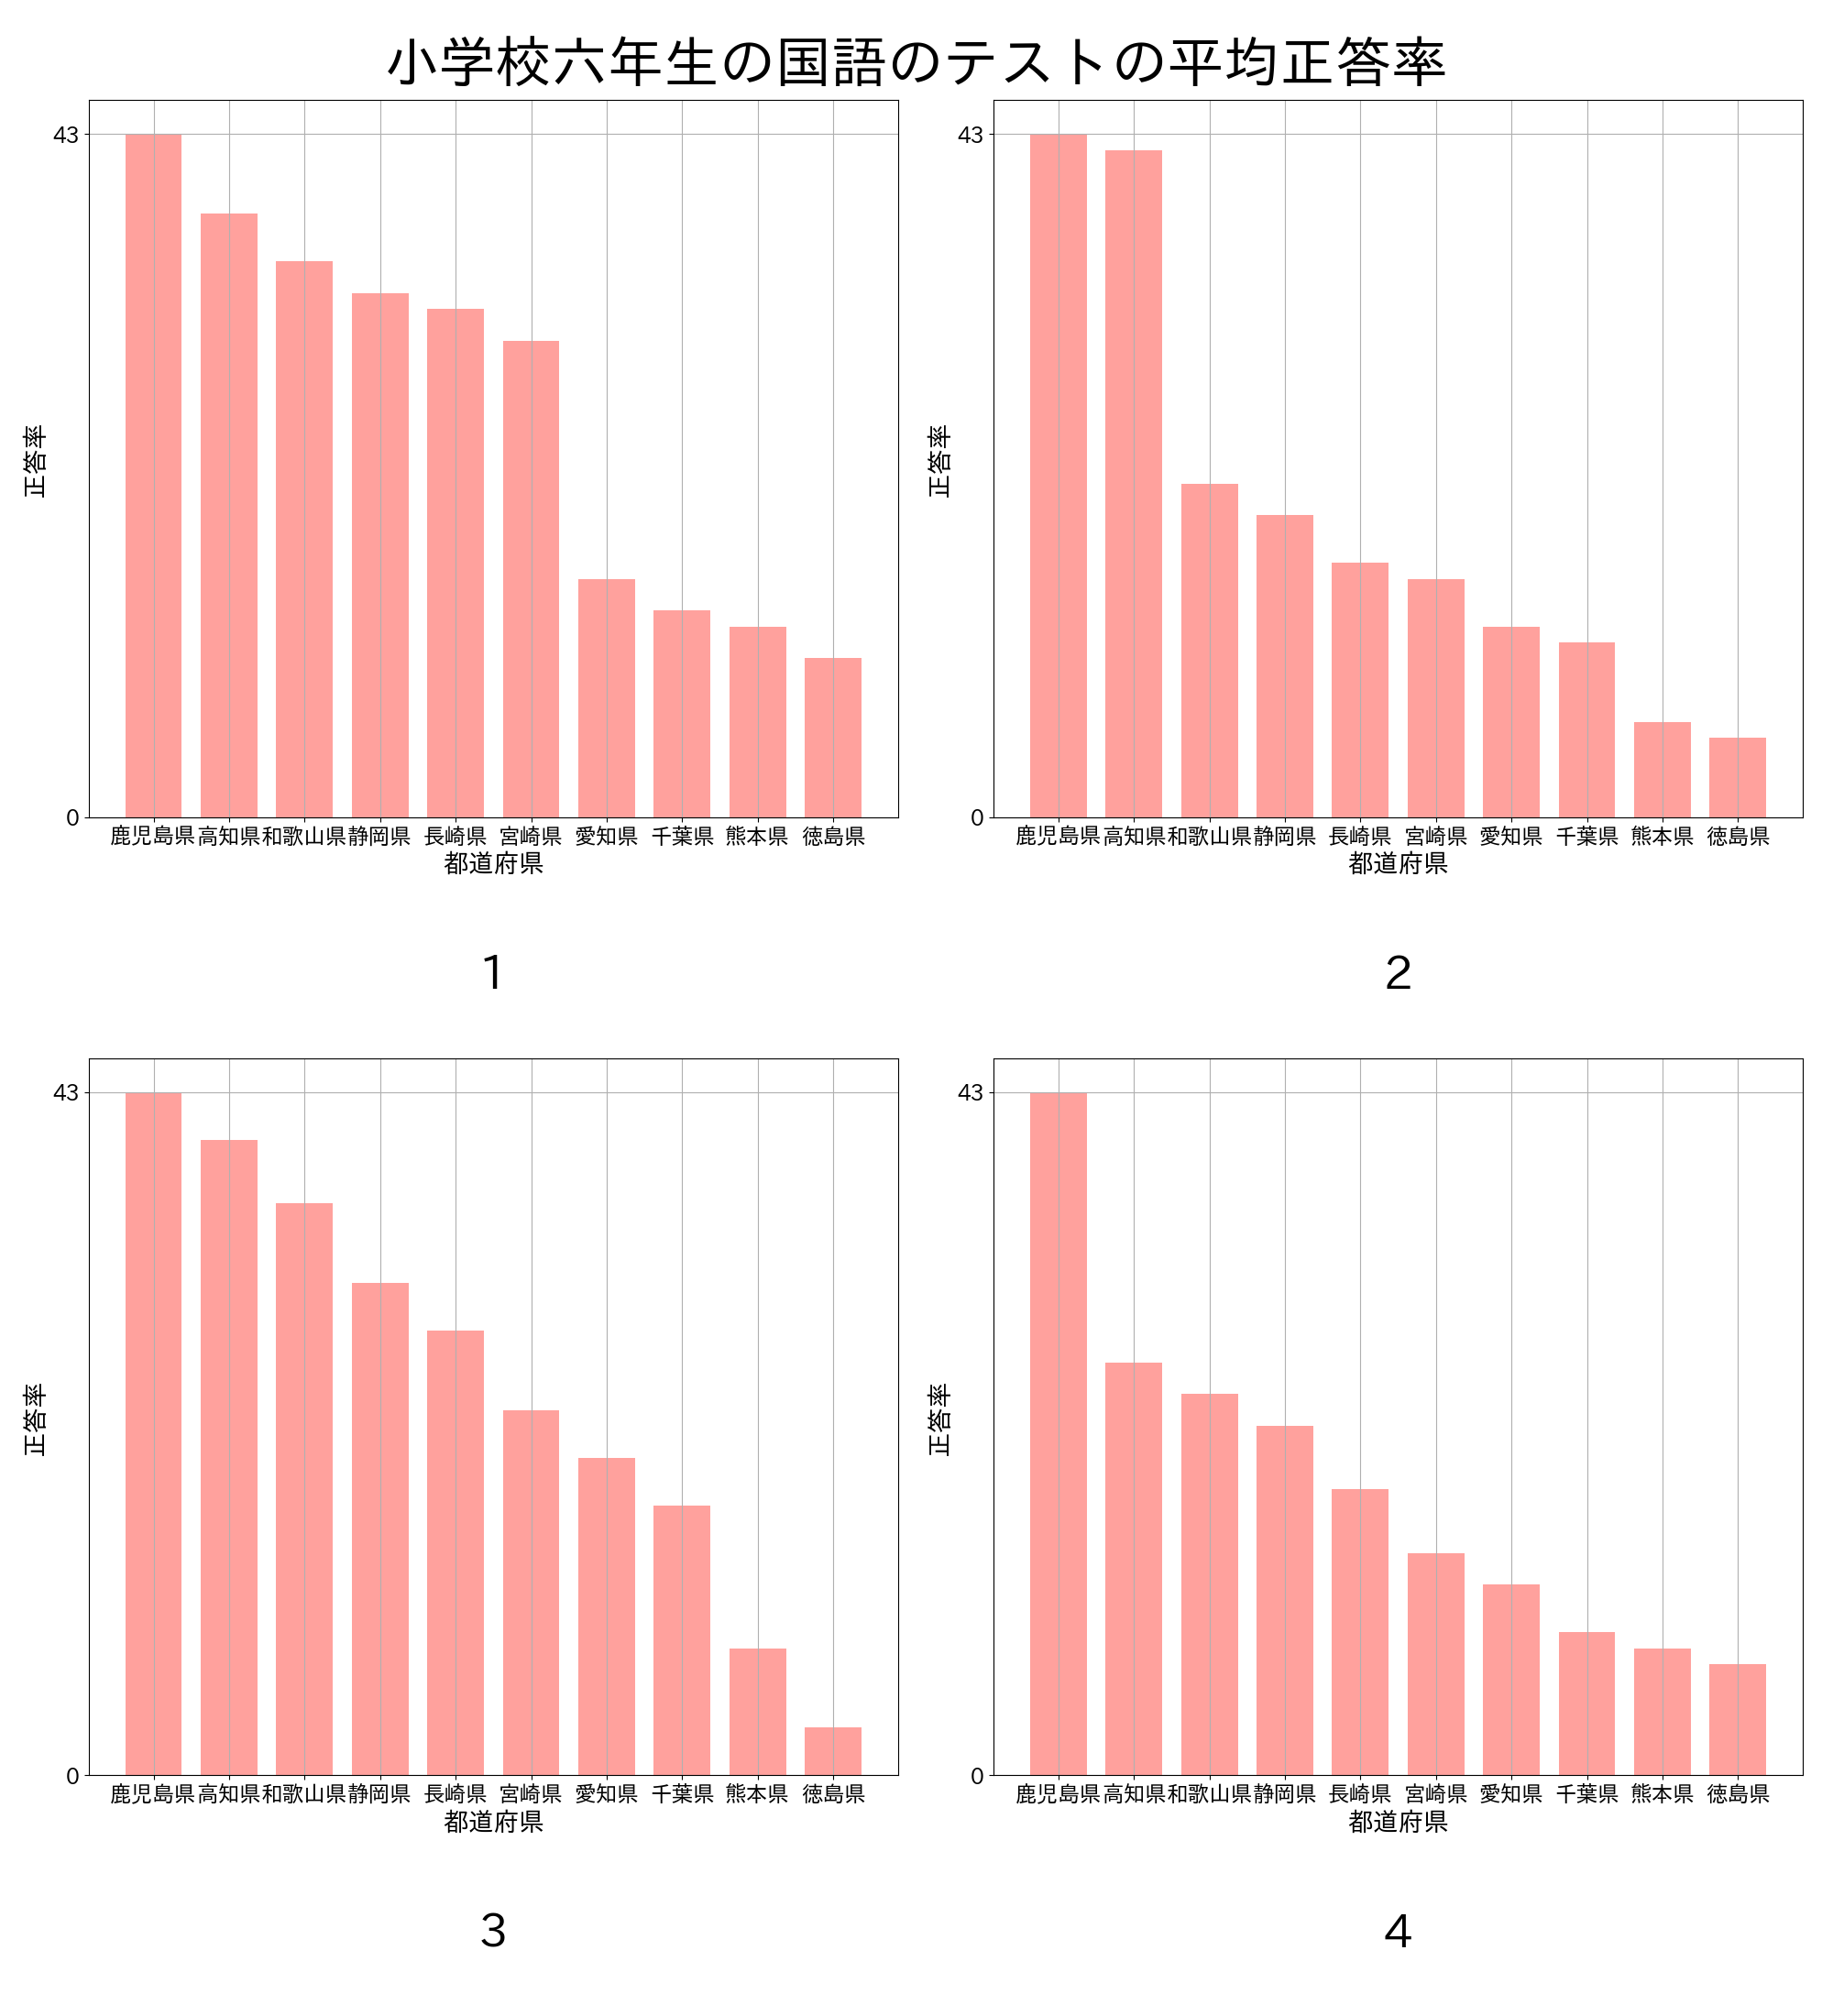 小学校六年生の国語のテストの平均正答率
43
0
正答率
鹿児島県 高知県 和歌山県 静岡県 長崎県 宮崎県 愛知県 千葉県 熊本県 徳島県
都道府県
1
43
0
正答率
鹿児島県 高知県 和歌山県 静岡県 長崎県 宮崎県 愛知県 千葉県 熊本県 徳島県
都道府県
2
43
0
正答率
鹿児島県 高知県 和歌山県 静岡県 長崎県 宮崎県 愛知県 千葉県 熊本県 徳島県
都道府県
3
43
0
正答率
鹿児島県 高知県 和歌山県 静岡県 長崎県 宮崎県 愛知県 千葉県 熊本県 徳島県
都道府県
4